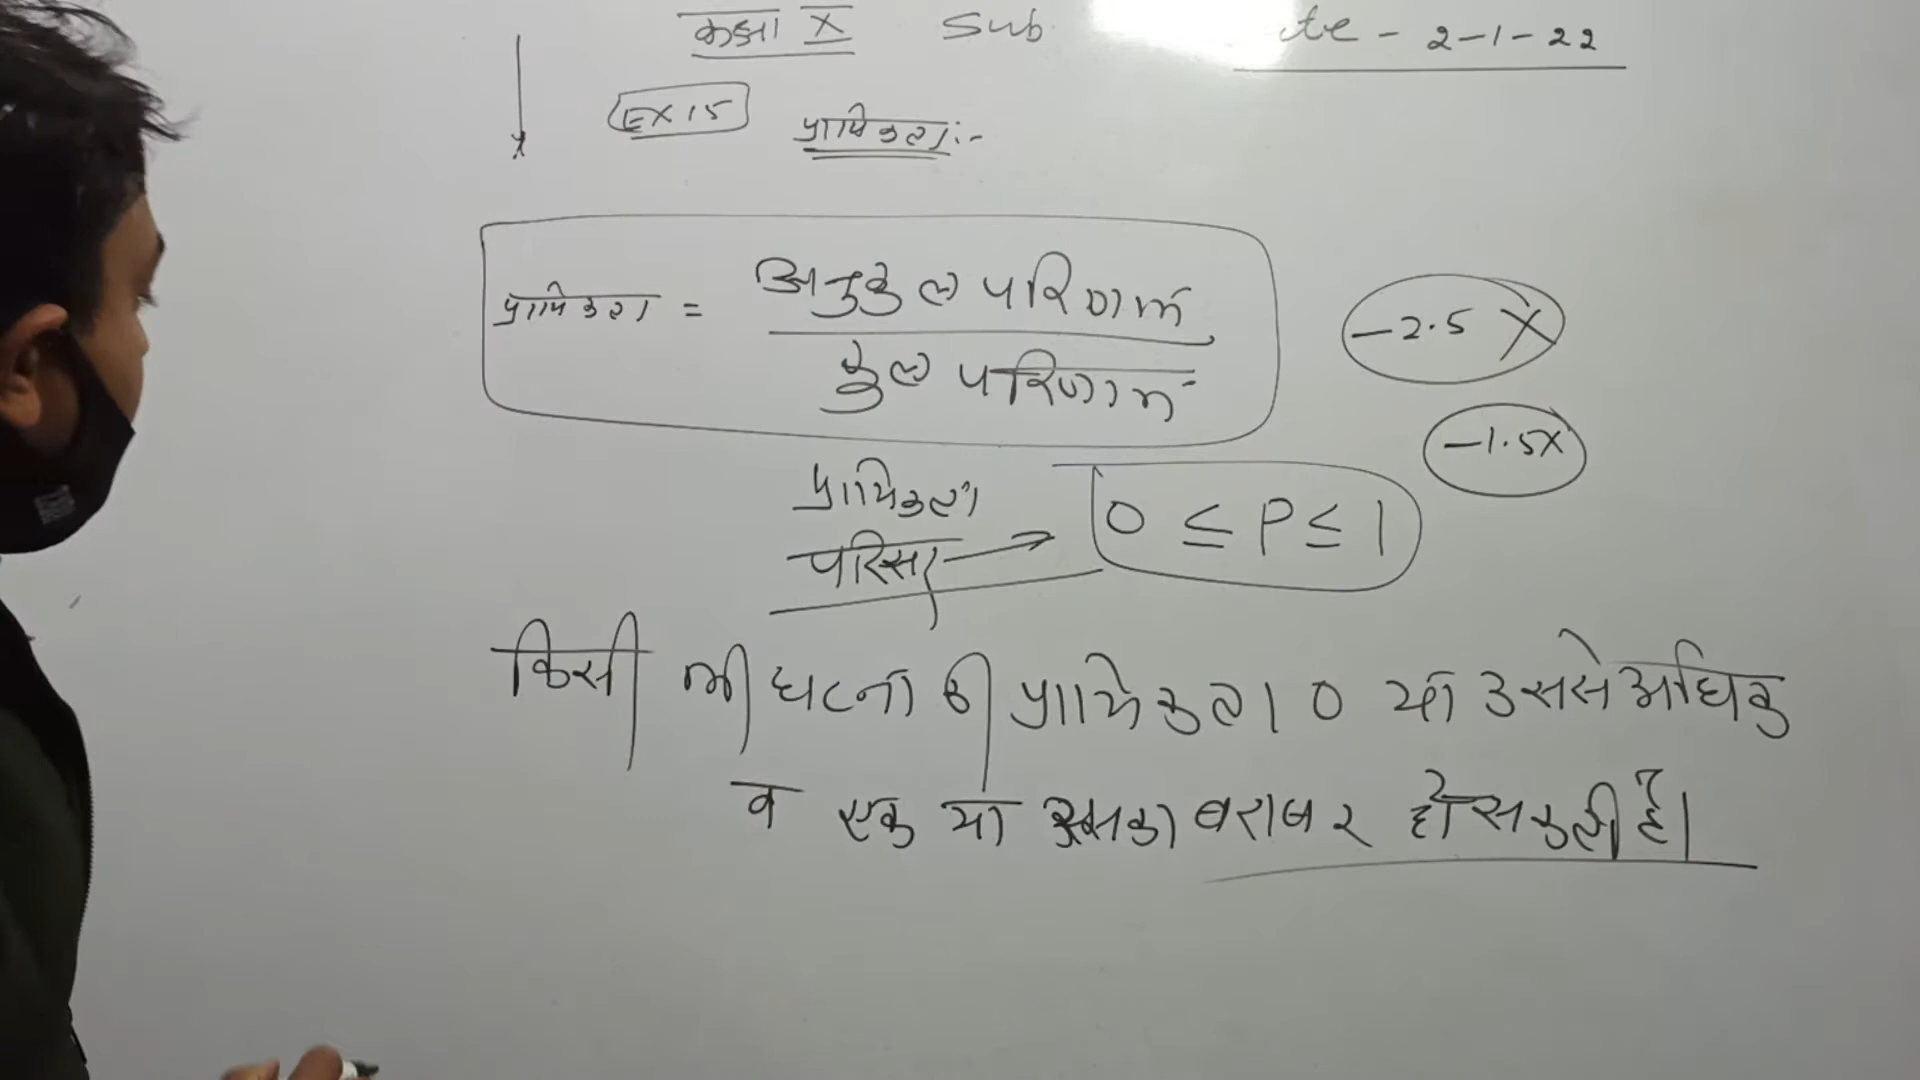 कक्षा X Sub te - 2-1-22
EX 15 प्रायिकता :-
प्रायिकता = अनुकुल परिणाम
कुल परिणाम
-2.5 X
-1.5 X
प्रायिकता
परिसर → 0 ≤ P ≤ 1
किसी भी घटना की प्रायिकता 0 या उससे अधिक
व एक या उसका बराबर हो सकती है।